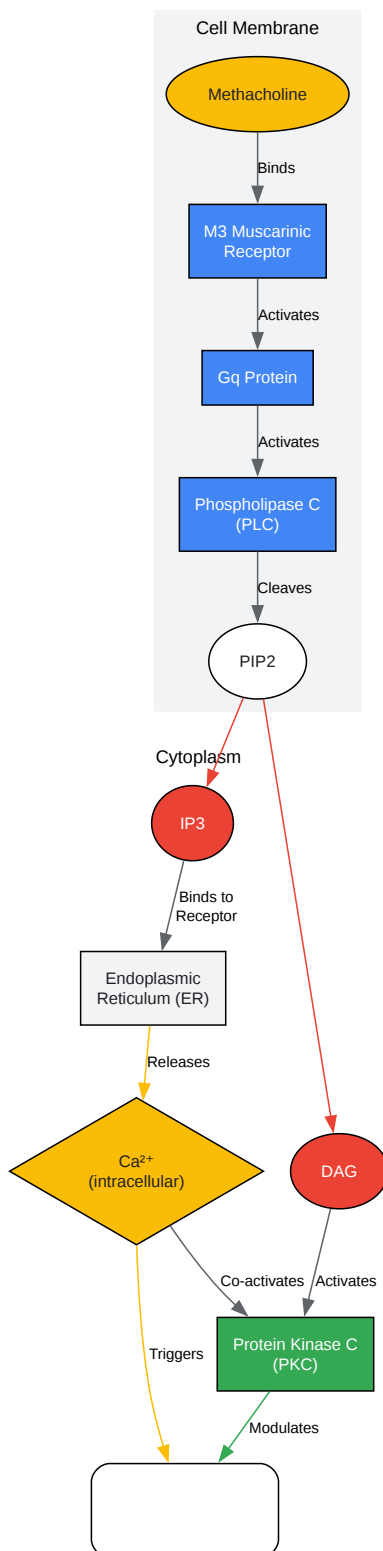 Cell Membrane
Methacholine
Binds
M3 Muscarinic
Receptor
Activates
Gq Protein
Activates
Phospholipase C
(PLC)
Cleaves
PIP2
Cytoplasm
IP3
Binds to
Receptor
Endoplasmic
Reticulum (ER)
Releases
Ca²⁺
(intracellular)
DAG
Co-activates
Activates
Protein Kinase C
(PKC)
Triggers
Modulates